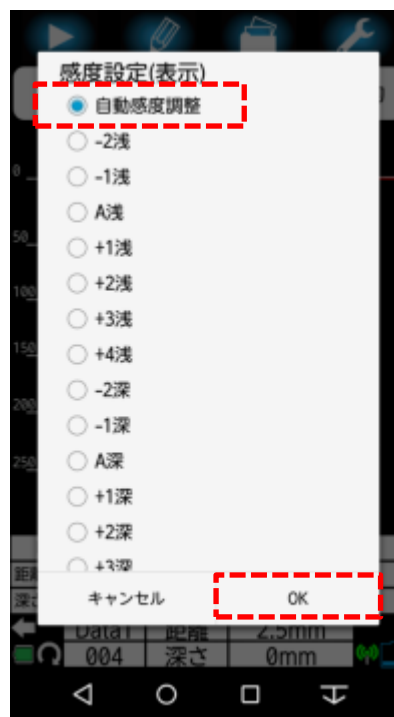 感度設定(表示)
自動感度調整
-2浅
-1浅
A浅
+1浅
+2浅
+3浅
+4浅
-2深
-1深
A深
+1深
+2深
+3深
キャンセル OK
0
50
100
150
200
250
Data1 距離 2.5mm
004 深さ 0mm